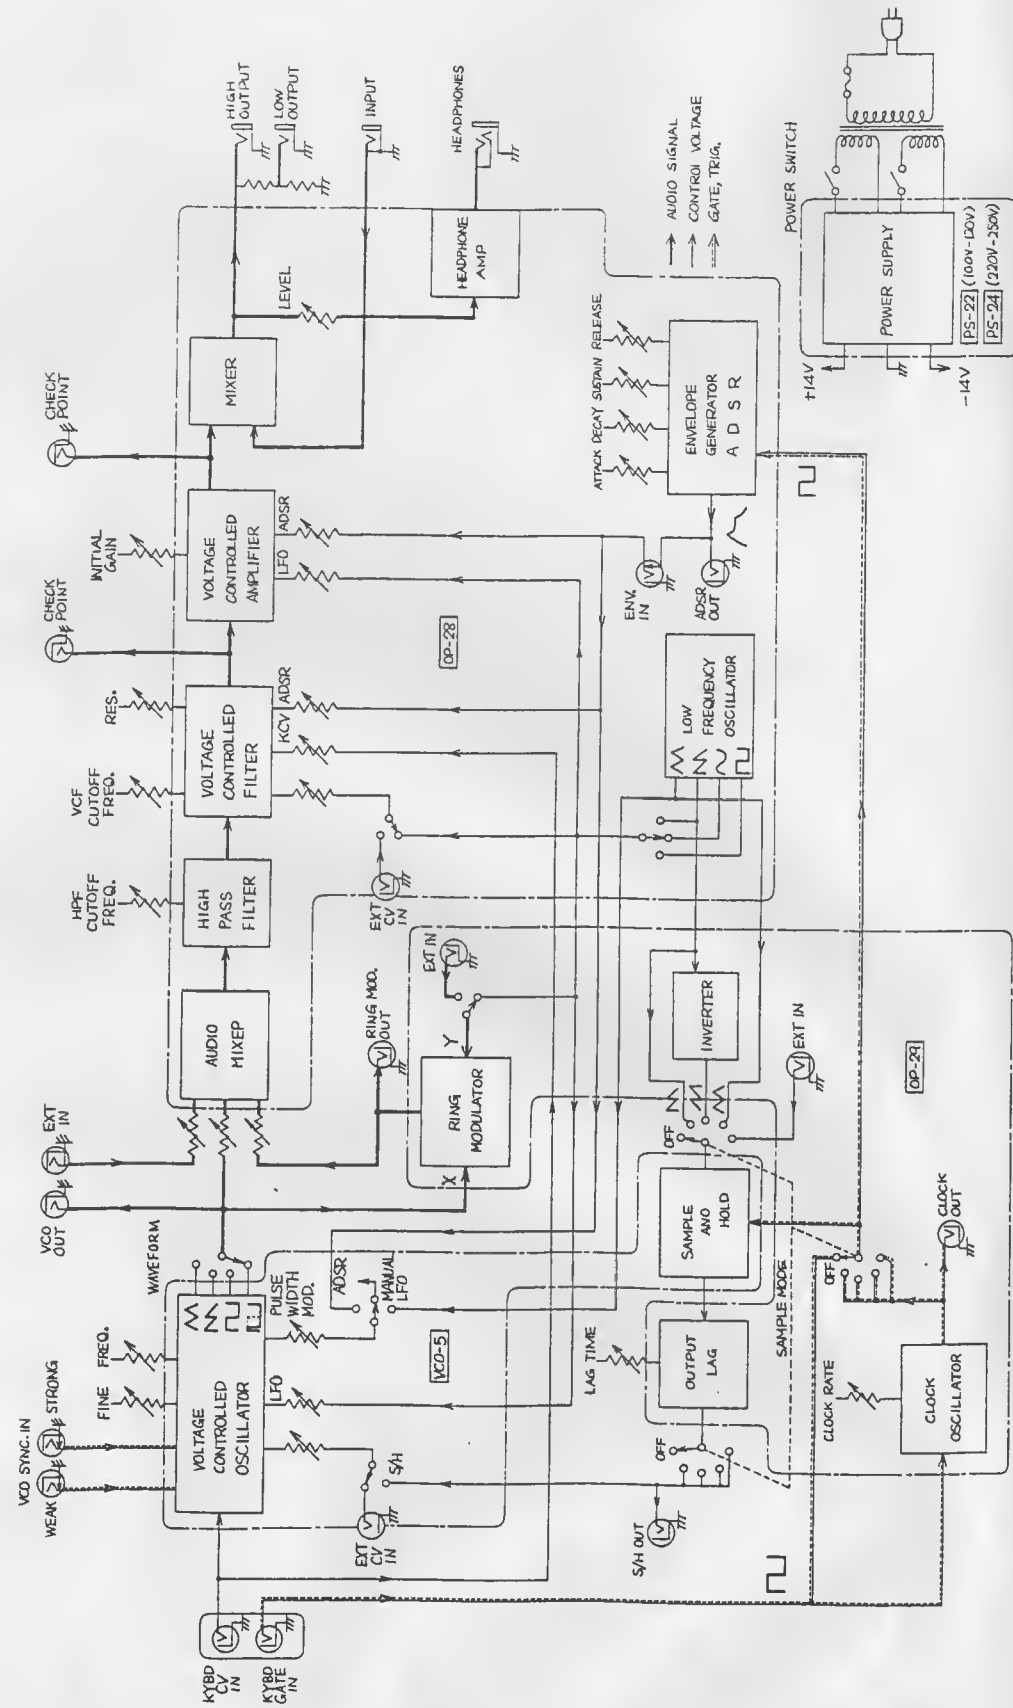 KYBD
CV
IN
KYBD
GATE
IN
VCO SYNC. IN
WEAK
STRONG
FINE
FREQ.
VOLTAGE
CONTROLLED
OSCILLATOR
LFO
PULSE
WIDTH
MOD.
WAVEFORM
ADSR
MANUAL
LFO
EXT
CV
IN
S/H
VCO-5
VCO
OUT
EXT
IN
AUDIO
MIXEP
HPF
CUTOFF
FREQ.
HIGH
PASS
FILTER
VCF
CUTOFF
FREQ.
RES.
VOLTAGE
CONTROLLED
FILTER
KCV
ADSR
EXT
CV
IN
CHECK
POINT
INITIAL
GAIN
VOLTAGE
CONTROLLED
AMPLIFIER
LFO
ADSR
CHECK
POINT
MIXER
LEVEL
HIGH
OUTPUT
LOW
OUTPUT
INPUT
HEADPHONES
HEADPHONE
AMP
OP-28
RING MOD.
OUT
RING
MODULATOR
X
Y
EXT IN
AUDIO SIGNAL
CONTROL VOLTAGE
GATE, TRIG.
ATTACK
DECAY
SUSTAIN
RELEASE
ENVELOPE
GENERATOR
A D S R
ENV.
IN
ADSR
OUT
LOW
FREQUENCY
OSCILLATOR
INVERTER
EXT IN
OFF
SAMPLE
ANO
HOLD
SAMPLE MODE
LAG TIME
OUTPUT
LAG
OFF
S/H OUT
OFF
CLOCK
OUT
CLOCK RATE
CLOCK
OSCILLATOR
OP-29
POWER SWITCH
POWER SUPPLY
+14V
-14V
PS-22 (100V-120V)
PS-24 (220V-250V)